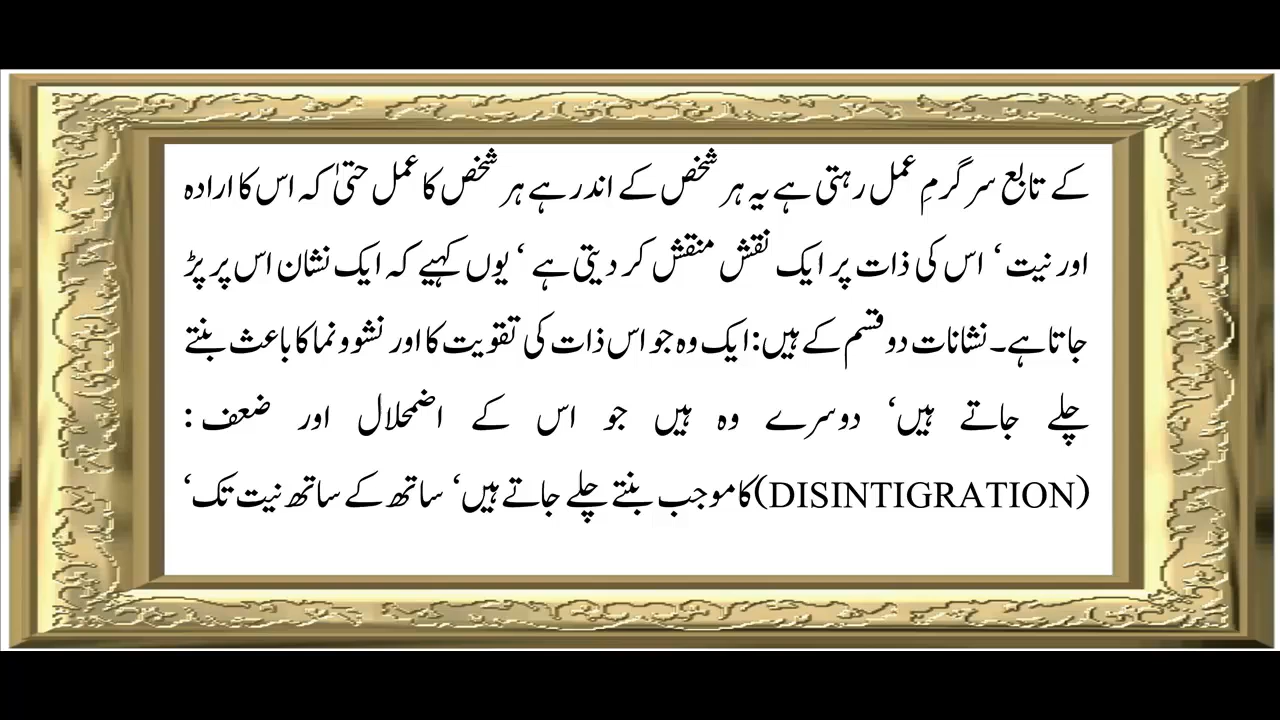 کے تابع سرگرمِ عمل رہتی ہے یہ ہر شخص کے اندر ہے ہر شخص کا عمل حتیٰ کہ اس کا ارادہ
اور نیت‘ اس کی ذات پر ایک نقش منقش کر دیتی ہے ‘ یوں کہیے کہ ایک نشان اس پر پڑ
جاتا ہے۔ نشانات دو قسم کے ہیں: ایک وہ جو اس ذات کی تقویت کا اور نشوونما کا باعث بنتے
چلے جاتے ہیں‘ دوسرے وہ ہیں جو اس کے اضمحلال اور ضعف :
(DISINTIGRATION) کا موجب بنتے چلے جاتے ہیں‘ ساتھ کے ساتھ نیت تک‘